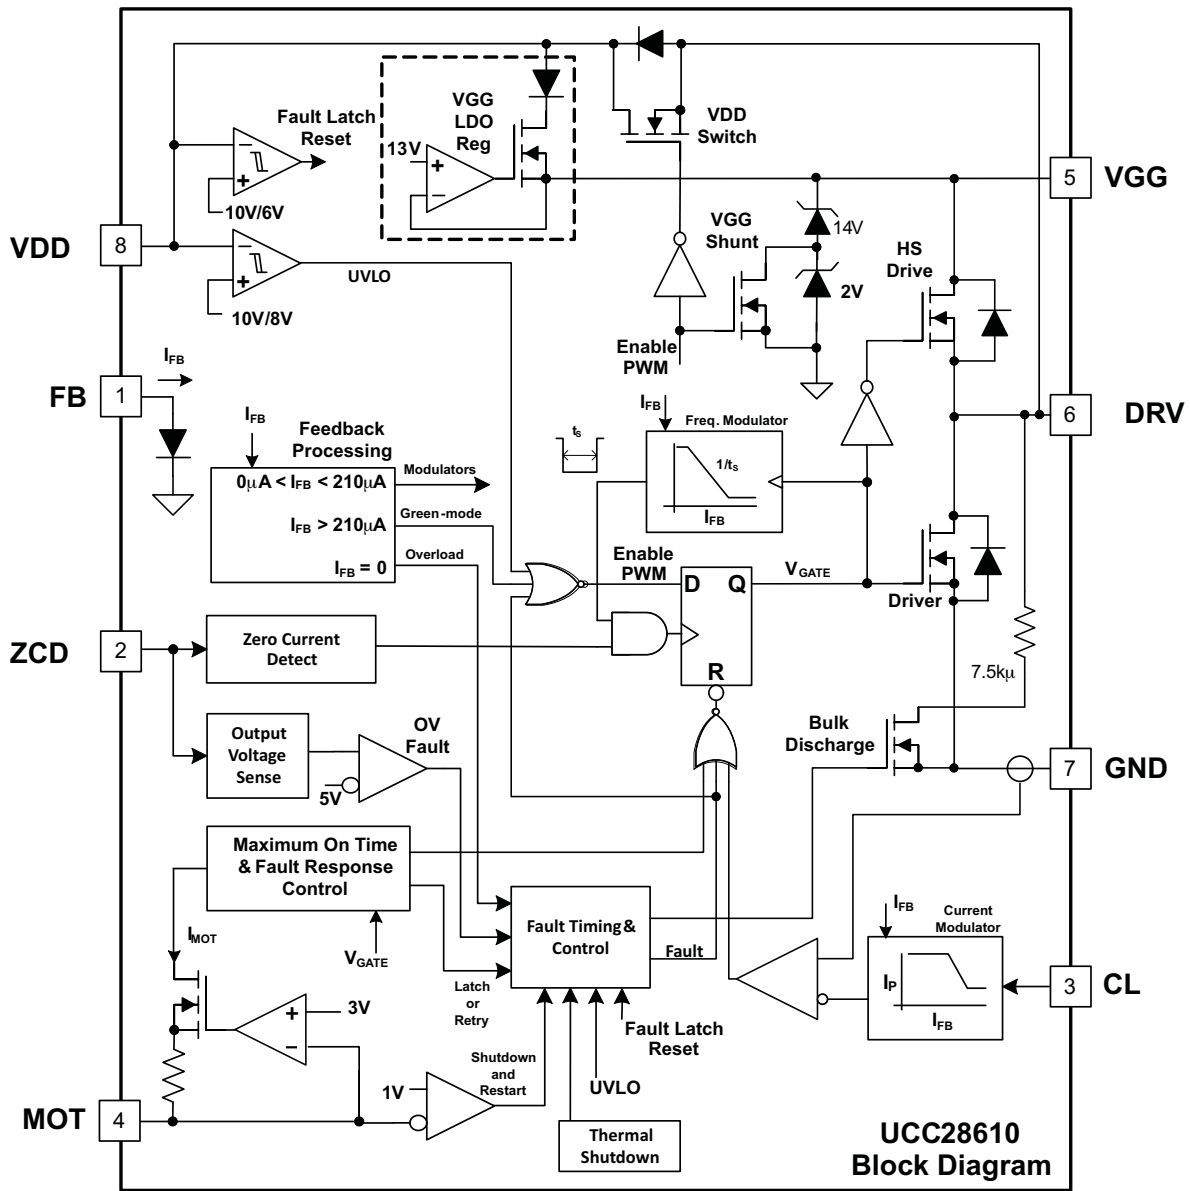 Fault Latch
Reset
VGG
LDO
Reg
13V
VDD
Switch
5
VGG
10V/6V
VDD
8
VGG
Shunt
14V
HS
Drive
UVLO
2V
10V/8V
Enable
PWM
FB
1
IFB
IFB
Freq. Modulator
6
DRV
IFB
Feedback
Processing
tS
1/tS
IFB
0μA < IFB < 210μA
Modulators
IFB > 210μA
Green-mode
IFB = 0
Overload
Enable
PWM
D
Q
VGATE
Driver
R
7.5kμ
ZCD
2
Zero Current
Detect
Output
Voltage
Sense
OV
Fault
5V
Bulk
Discharge
7
GND
Maximum On Time
& Fault Response
Control
IMOT
VGATE
Fault Timing &
Control
Fault
Latch
or
Retry
IFB
Current
Modulator
IP
IFB
3
CL
3V
Fault Latch
Reset
Shutdown
and
Restart
UVLO
1V
MOT
4
Thermal
Shutdown
UCC28610
Block Diagram